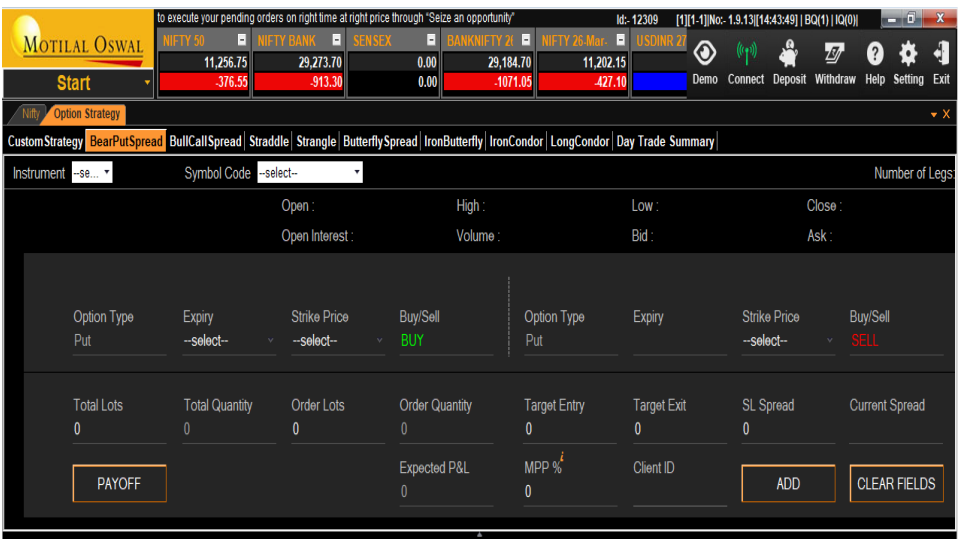 to execute your pending orders on right time at right price through "Seize an opportunity"
Id:- 12309 [1][1-1]|No:- 1.9.13|[14:43:49] | BQ(1) | IQ(0)|
MOTILAL OSWAL
NIFTY 50 NIFTY BANK SENSEX BANKNIFTY 2( NIFTY 26-Mar- USDINR 27
11,256.75 29,273.70 0.00 29,184.70 11,202.15
-376.55 -913.30 0.00 -1071.05 -427.10
Start
Demo Connect Deposit Withdraw Help Setting Exit
Nifty Option Strategy X
CustomStrategy BearPutSpread BullCallSpread Straddle Strangle ButterflySpread IronButterfly IronCondor LongCondor Day Trade Summary
Instrument --se... Symbol Code --select-- Number of Legs:
Open : High : Low : Close :
Open Interest : Volume : Bid : Ask :
Option Type Expiry Strike Price Buy/Sell Option Type Expiry Strike Price Buy/Sell
Put --select-- --select-- BUY Put --select-- SELL
Total Lots Total Quantity Order Lots Order Quantity Target Entry Target Exit SL Spread Current Spread
0 0 0 0 0 0 0
PAYOFF Expected P&L MPP % i Client ID ADD CLEAR FIELDS
0 0